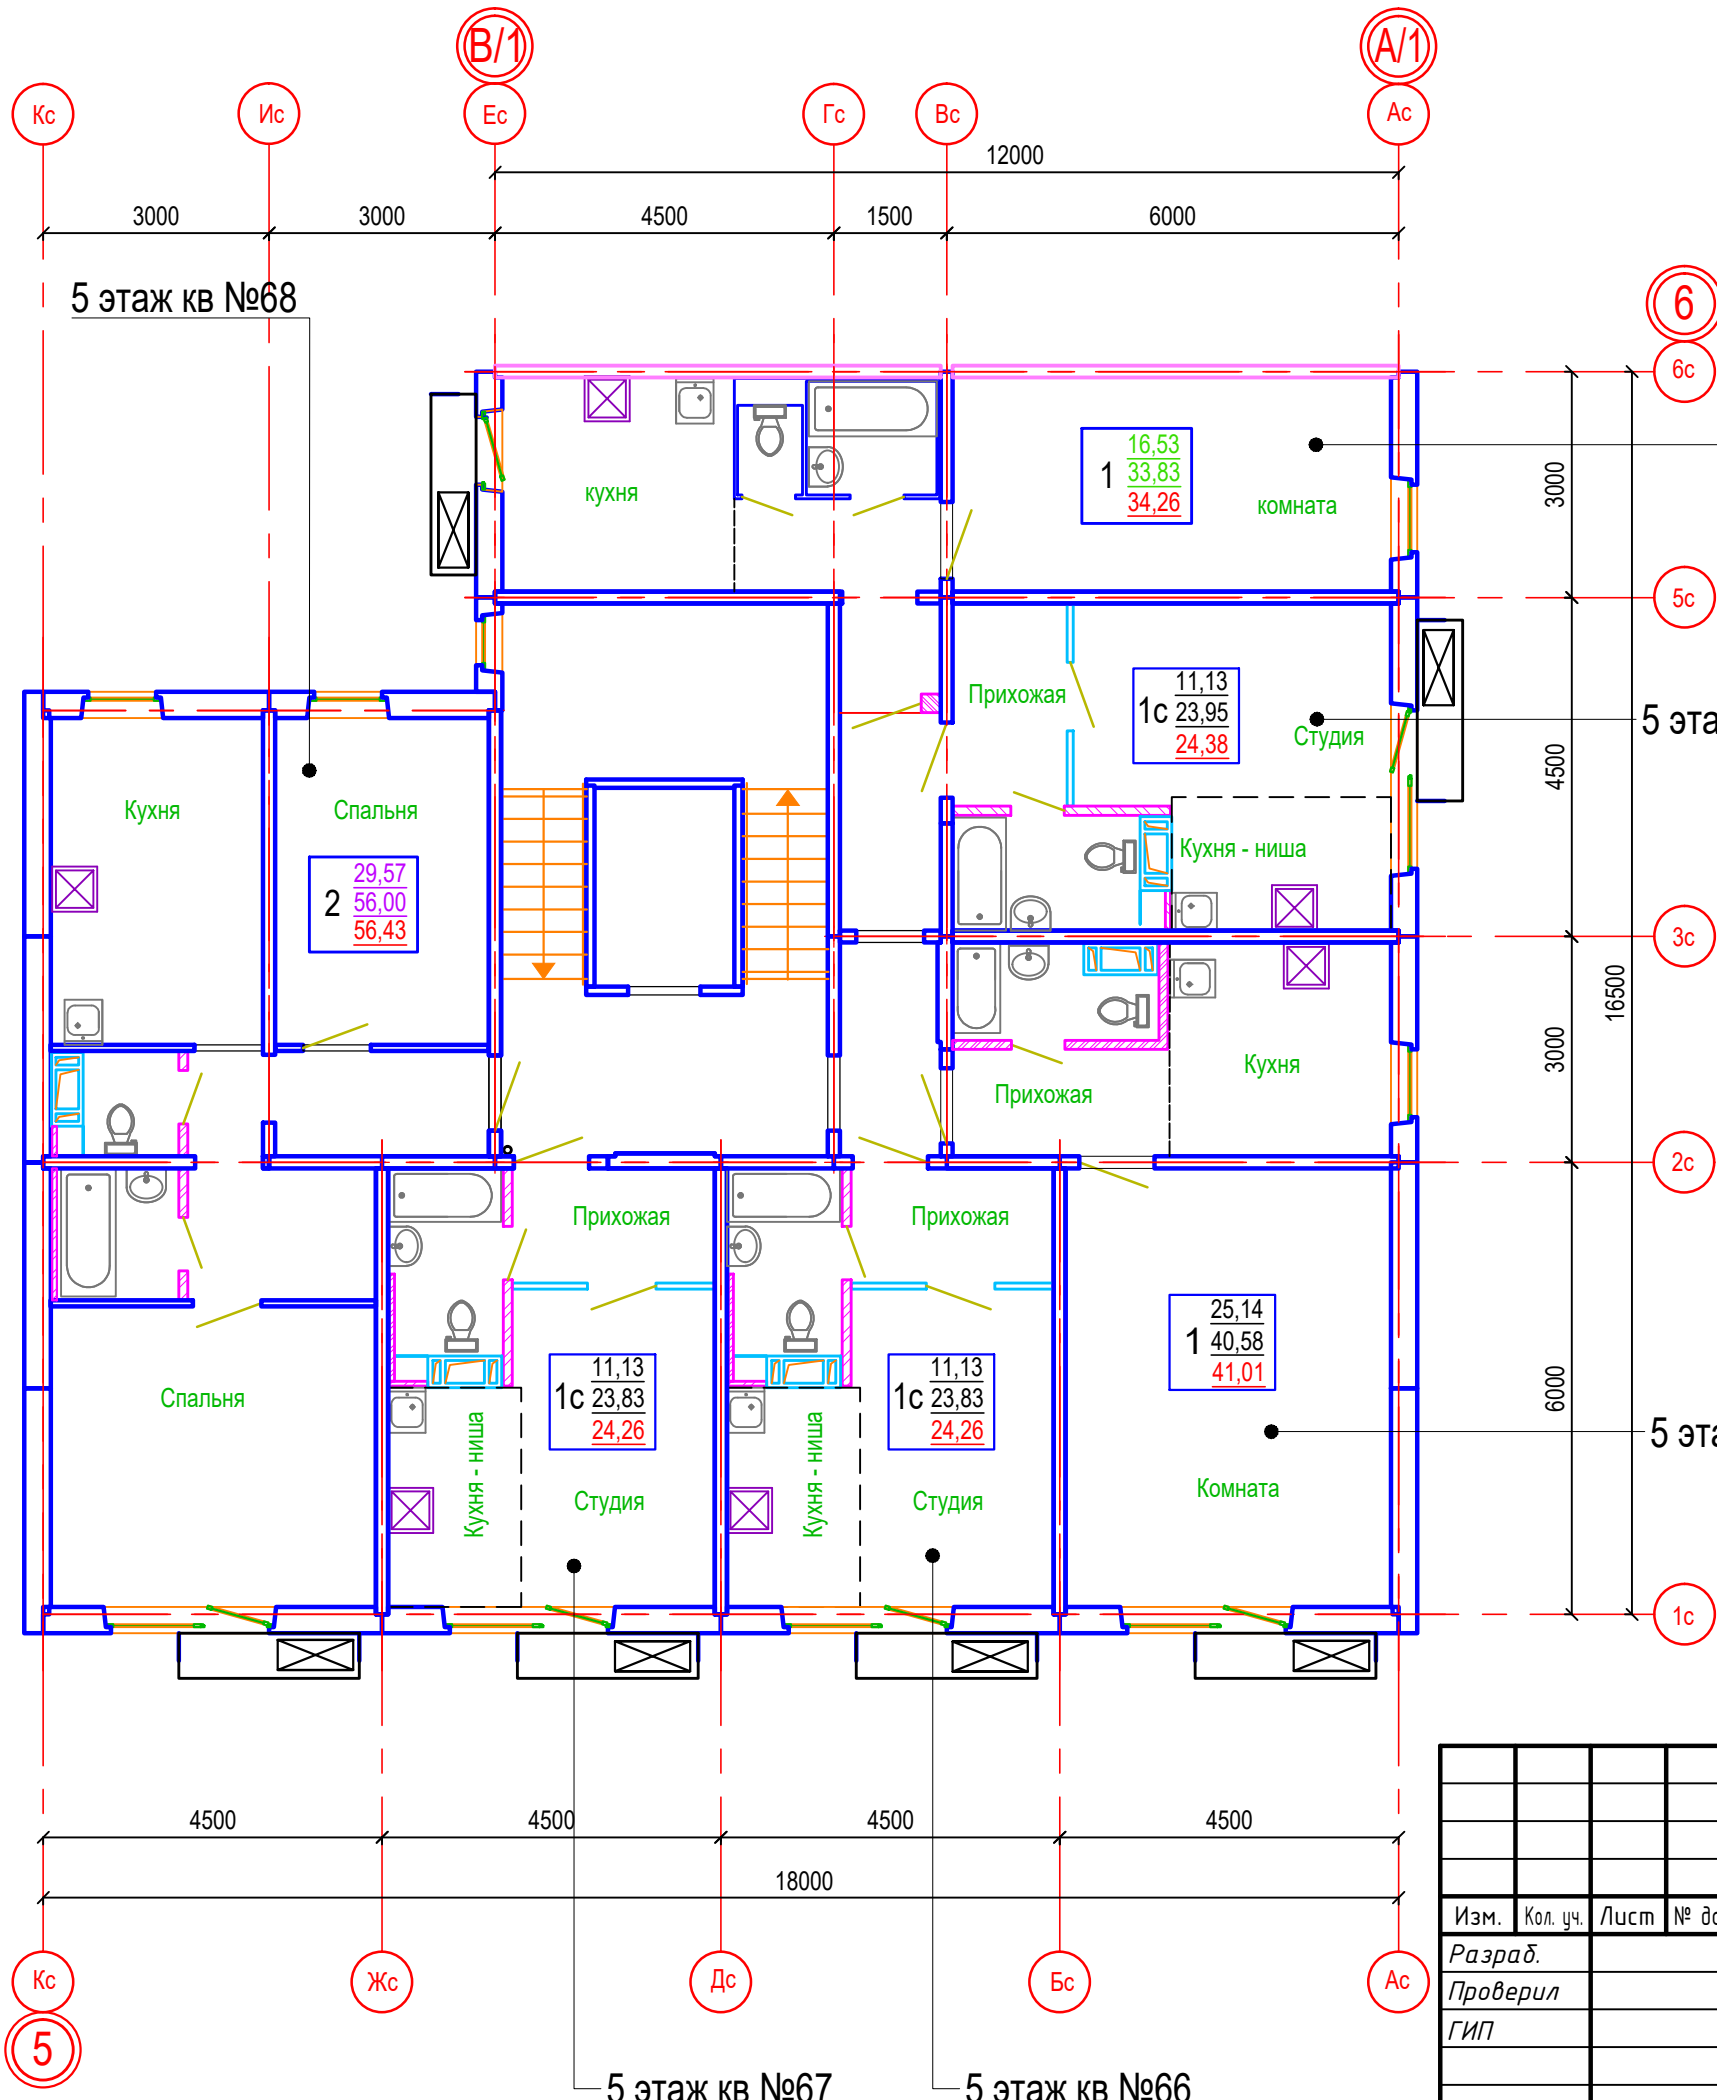 В/1
А/1
Кс
Ис
Ес
Гс
Вс
Ас
12000
3000
3000
4500
1500
6000
5 этаж кв №68
6
6с
16,53
1
33,83
34,26
кухня
комната
3000
5с
Прихожая
11,13
1с
23,95
24,38
Студия
5
4500
Кухня
Спальня
Кухня - ниша
29,57
2
56,00
56,43
3с
16500
3000
Кухня
Прихожая
2с
Прихожая
Прихожая
25,14
1
40,58
41,01
11,13
1с
23,83
24,26
11,13
1с
23,83
24,26
Спальня
6000
5
Кухня - ниша
Кухня - ниша
Комната
Студия
Студия
1с
4500
4500
4500
4500
18000
Изм.
Кол. уч.
Лист
№
Разраб.
Проверил
ГИП
Кс
Жс
Дс
Бс
Ас
5
5 этаж кв №67
5 этаж кв №66